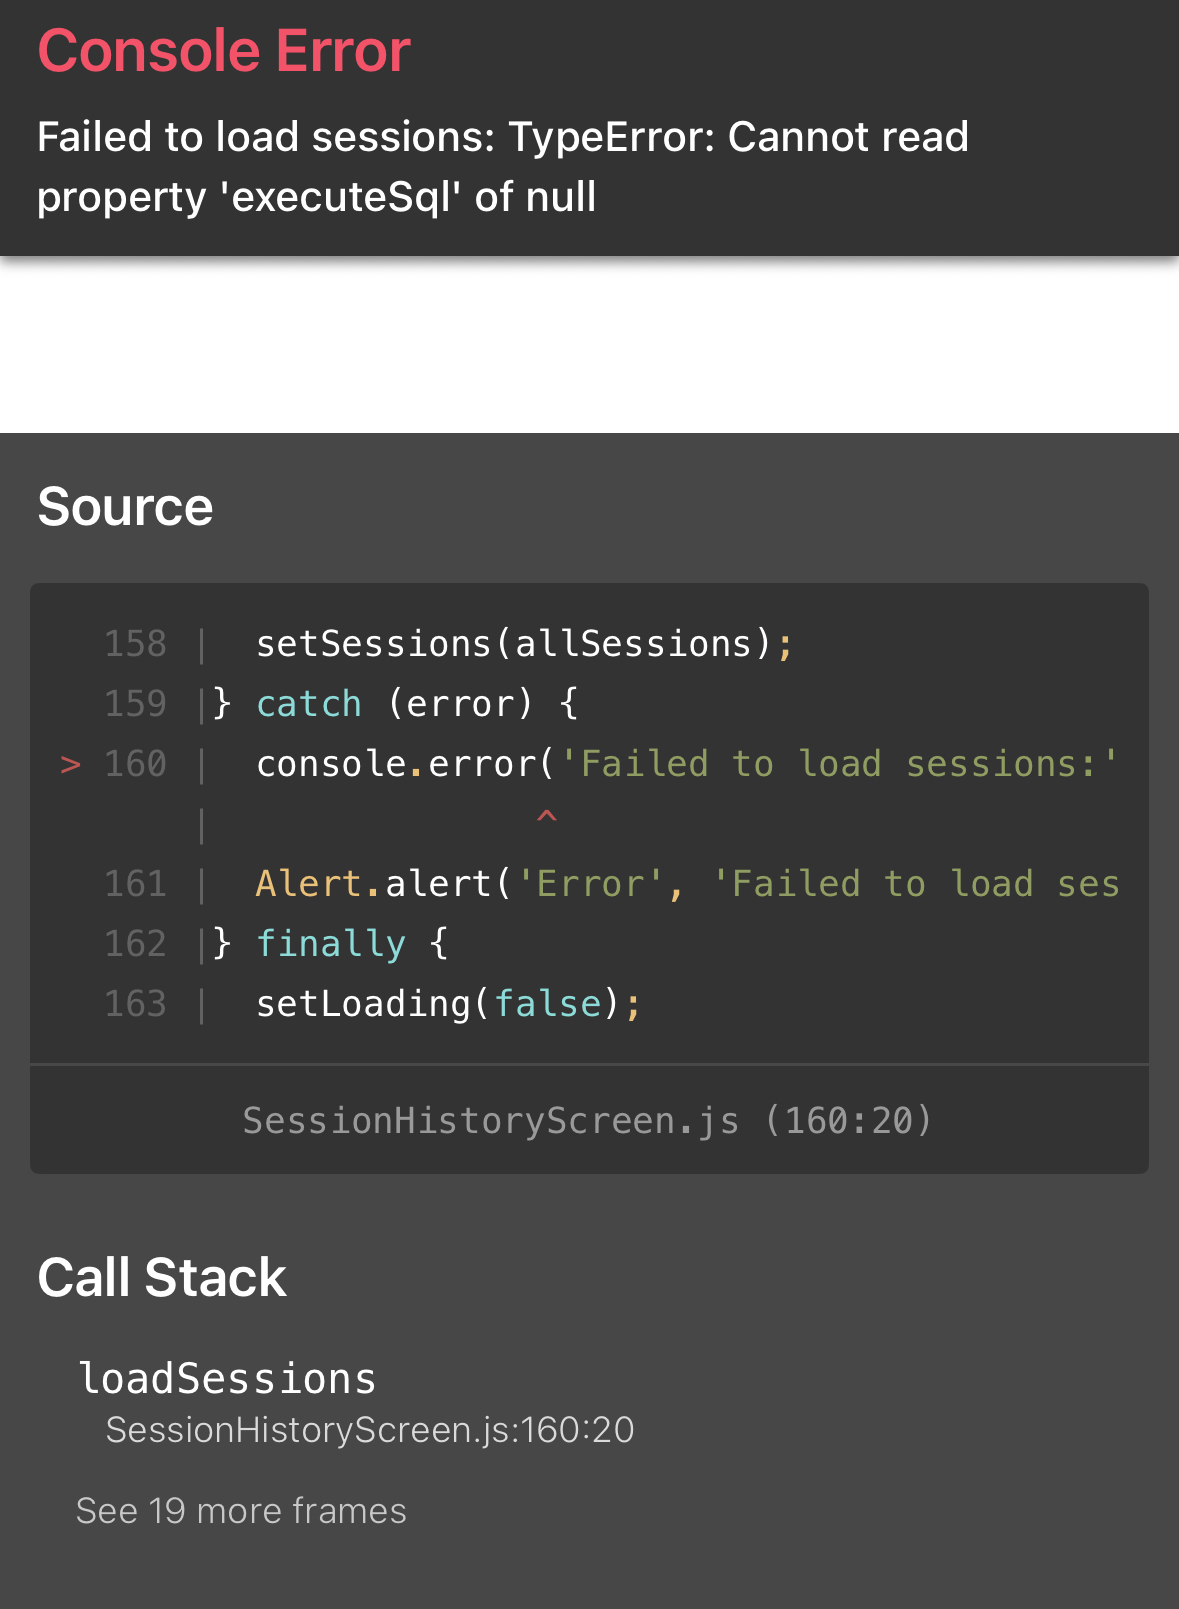 Console Error
Failed to load sessions: TypeError: Cannot read
property 'executeSql' of null
Source
158 |  setSessions(allSessions);
159 |} catch (error) {
> 160 |  console.error('Failed to load sessions:'
|               ^
161 |  Alert.alert('Error', 'Failed to load ses
162 |} finally {
163 |  setLoading(false);
SessionHistoryScreen.js (160:20)
Call Stack
loadSessions
SessionHistoryScreen.js:160:20
See 19 more frames